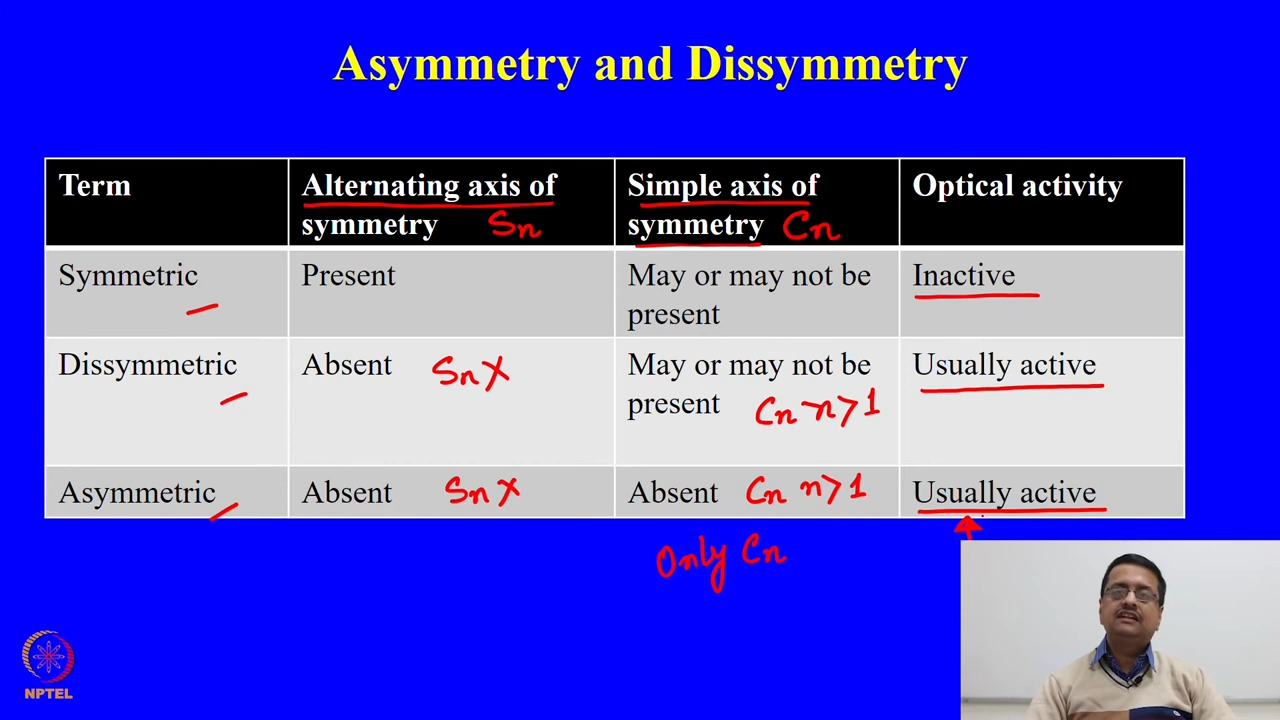 Asymmetry and Dissymmetry
Term
Alternating axis of
symmetry Sn
Simple axis of
symmetry Cn
Optical activity
Symmetric
Present
May or may not be
present
Inactive
Dissymmetric
Absent Sn X
May or may not be
present Cn n>1
Usually active
Asymmetric
Absent Sn X
Absent Cn n>1
Usually active
Only Cn
NPTEL